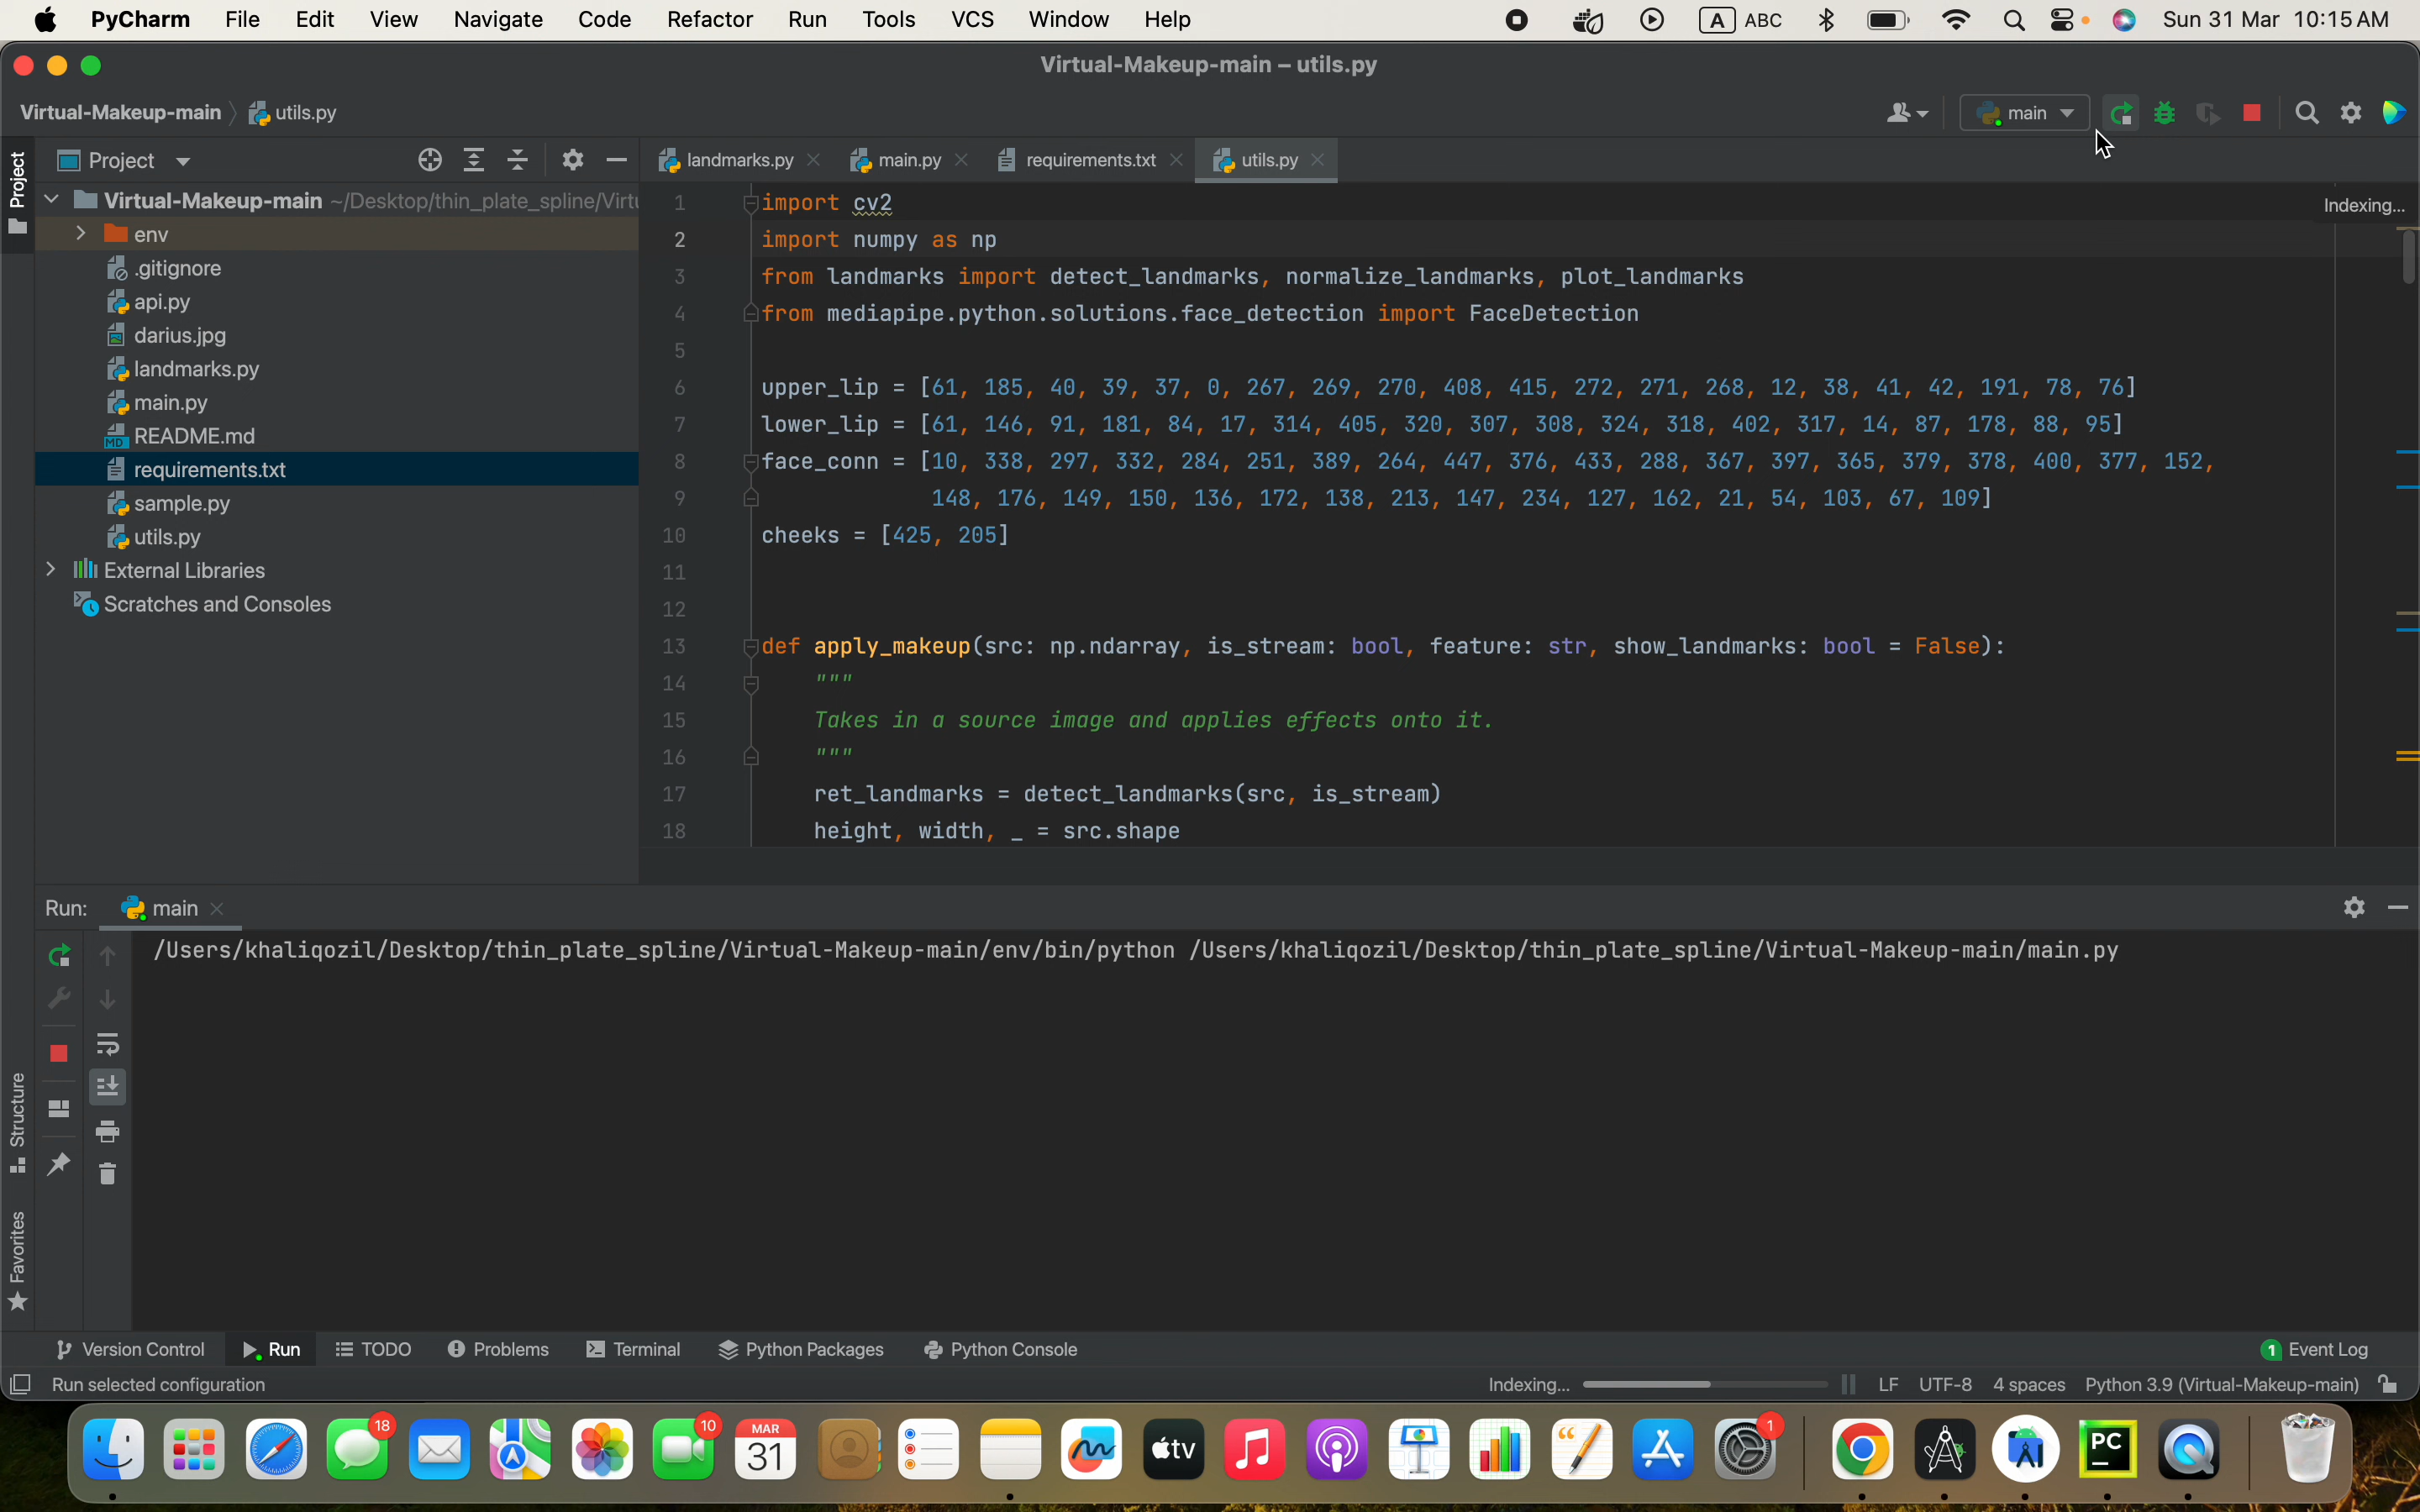 PyCharm File Edit View Navigate Code Refactor Run Tools VCS Window Help A ABC Sun 31 Mar 10:15 AM
Virtual-Makeup-main – utils.py
Virtual-Makeup-main utils.py main
Project Project landmarks.py main.py requirements.txt utils.py
Virtual-Makeup-main ~/Desktop/thin_plate_spline/Virtu
env
.gitignore
api.py
darius.jpg
landmarks.py
main.py
MD README.md
requirements.txt
sample.py
utils.py
External Libraries
Scratches and Consoles
Indexing...
1 import cv2
2 import numpy as np
3 from landmarks import detect_landmarks, normalize_landmarks, plot_landmarks
4 from mediapipe.python.solutions.face_detection import FaceDetection
5
6 upper_lip = [61, 185, 40, 39, 37, 0, 267, 269, 270, 408, 415, 272, 271, 268, 12, 38, 41, 42, 191, 78, 76]
7 lower_lip = [61, 146, 91, 181, 84, 17, 314, 405, 320, 307, 308, 324, 318, 402, 317, 14, 87, 178, 88, 95]
8 face_conn = [10, 338, 297, 332, 284, 251, 389, 264, 447, 376, 433, 288, 367, 397, 365, 379, 378, 400, 377, 152,
9 148, 176, 149, 150, 136, 172, 138, 213, 147, 234, 127, 162, 21, 54, 103, 67, 109]
10 cheeks = [425, 205]
11
12
13 def apply_makeup(src: np.ndarray, is_stream: bool, feature: str, show_landmarks: bool = False):
14 """
15 Takes in a source image and applies effects onto it.
16 """
17 ret_landmarks = detect_landmarks(src, is_stream)
18 height, width, _ = src.shape
Run: main
/Users/khaliqozil/Desktop/thin_plate_spline/Virtual-Makeup-main/env/bin/python /Users/khaliqozil/Desktop/thin_plate_spline/Virtual-Makeup-main/main.py
Structure
Favorites
Version Control Run TODO Problems Terminal Python Packages Python Console 1 Event Log
Run selected configuration Indexing... LF UTF-8 4 spaces Python 3.9 (Virtual-Makeup-main)
18 10 MAR 31 tv 1 PC